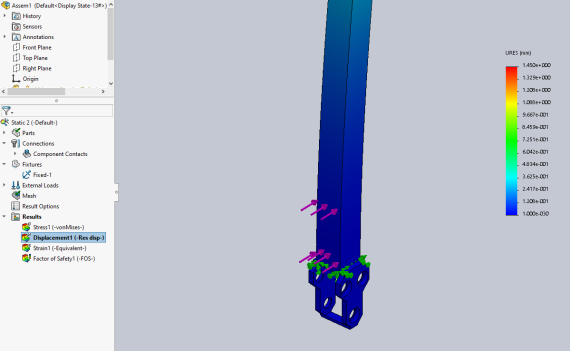 Assem1 (Default<Display State-13#>)
History
Sensors
Annotations
Front Plane
Top Plane
Right Plane
Origin
Static 2 (-Default-)
Parts
Connections
Component Contacts
Fixtures
Fixed-1
External Loads
Mesh
Result Options
Results
Stress1 (-vonMises-)
Displacement1 (-Res disp-)
Strain1 (-Equivalent-)
Factor of Safety1 (-FOS-)
URES (mm)
1.450e+000
1.329e+000
1.208e+000
1.088e+000
9.667e-001
8.459e-001
7.251e-001
6.042e-001
4.834e-001
3.625e-001
2.417e-001
1.208e-001
1.000e-030